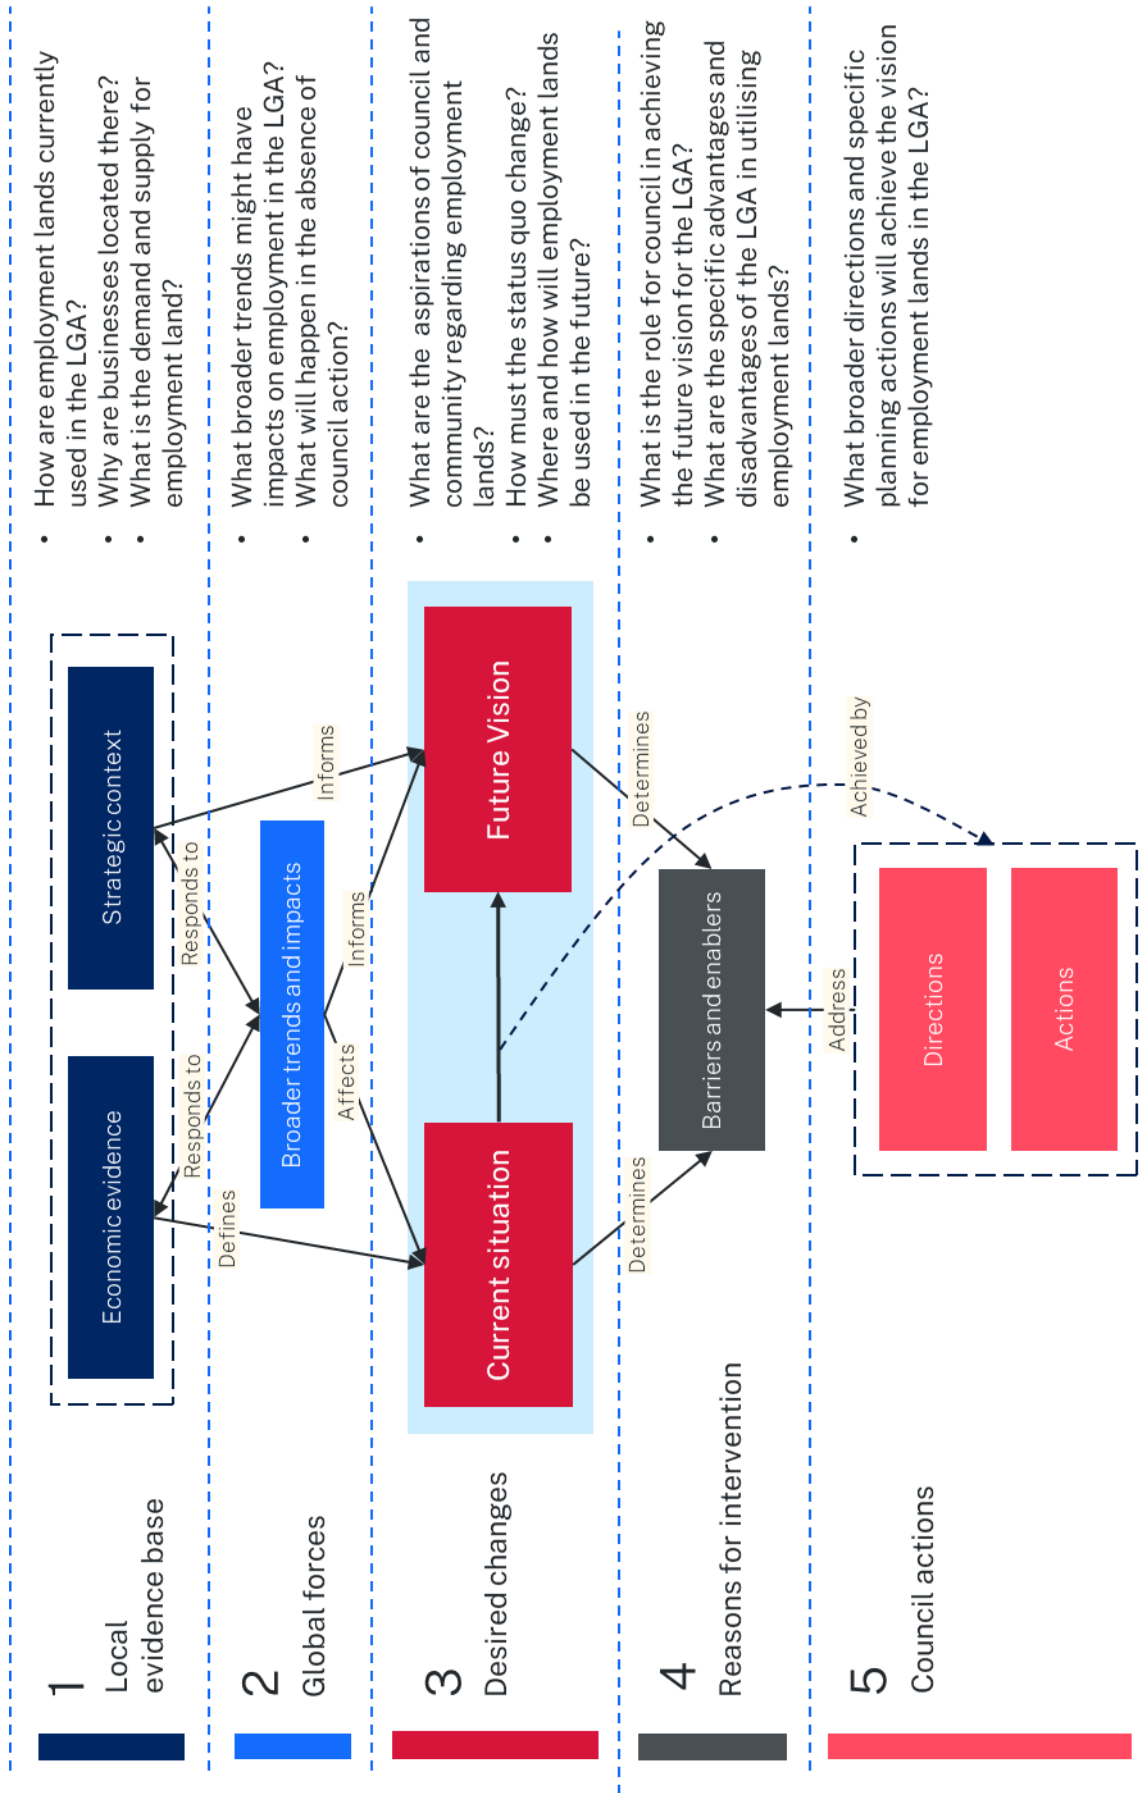 1
Local
evidence base
Economic evidence
Strategic context
• How are employment lands currently
used in the LGA?
• Why are businesses located there?
• What is the demand and supply for
employment land?
Defines
Responds to
Responds to
2
Global forces
Broader trends and impacts
• What broader trends might have
impacts on employment in the LGA?
• What will happen in the absence of
council action?
Affects
Informs
Informs
3
Desired changes
Current situation
Future Vision
• What are the aspirations of council and
community regarding employment
lands?
• How must the status quo change?
• Where and how will employment lands
be used in the future?
Determines
Determines
4
Reasons for intervention
Barriers and enablers
• What is the role for council in achieving
the future vision for the LGA?
• What are the specific advantages and
disadvantages of the LGA in utilising
employment lands?
Address
Achieved by
5
Council actions
Directions
Actions
• What broader directions and specific
planning actions will achieve the vision
for employment lands in the LGA?